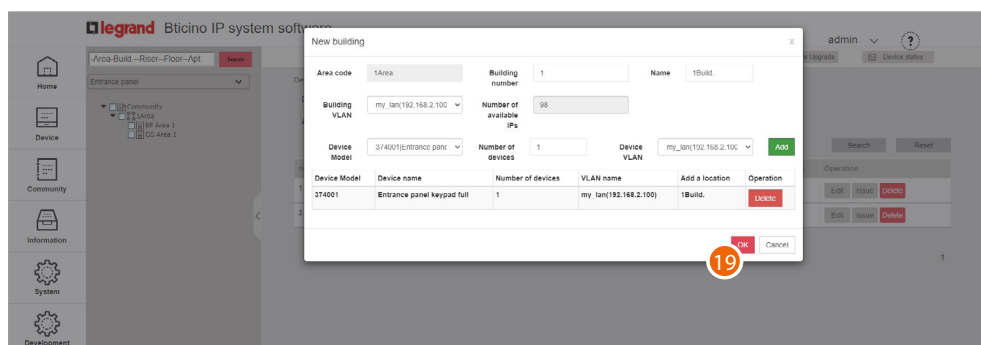 legrand Bticino IP system software
admin
?
-Area-Build.--Riser--Floor--Apt.
Search
Entrance panel
Upgrade
Device status
Home
Device
Community
Information
System
Development
Community
1Area
EP Area 1
GS Area 1
New building
x
Area code
1Area
Building number
1
Name
1Build.
Building VLAN
my_lan(192.168.2.100
Number of available IPs
98
Device Model
374001(Entrance pane
Number of devices
1
Device VLAN
my_lan(192.168.2.100
Add
Device Model Device name Number of devices VLAN name Add a location Operation
374001 Entrance panel keypad full 1 my_lan(192.168.2.100) 1Build. Delete
OK
Cancel
19
Search
Reset
Operation
1
Edit Issue Delete
2
Edit Issue Delete
1